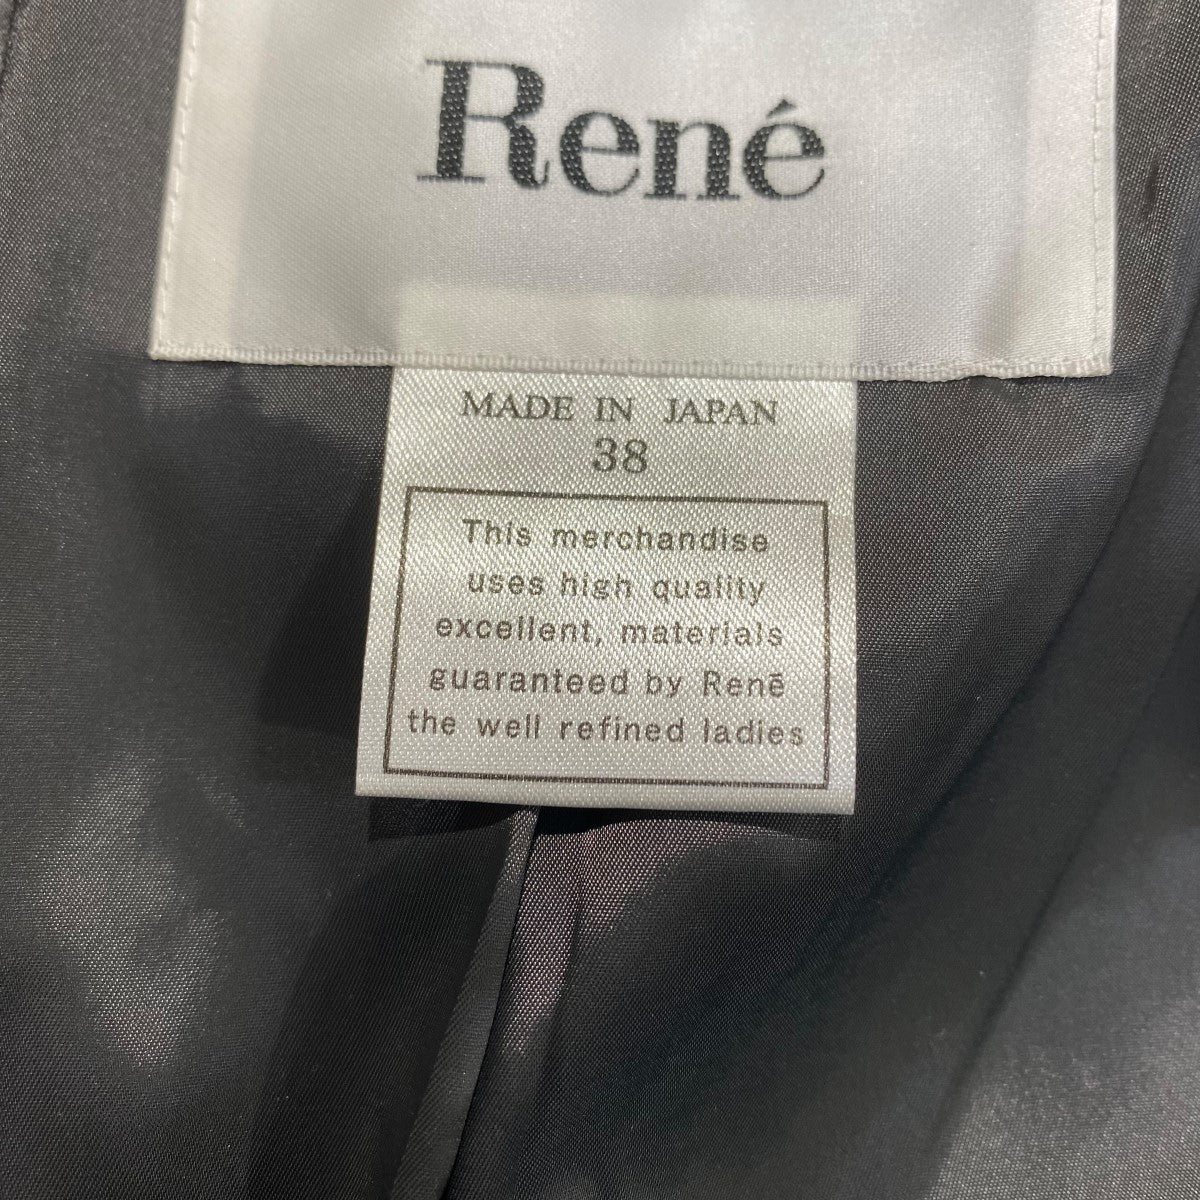 René
MADE IN JAPAN
38
This merchandise
uses high quality
excellent, materials
guaranteed by Renē
the well refined ladies